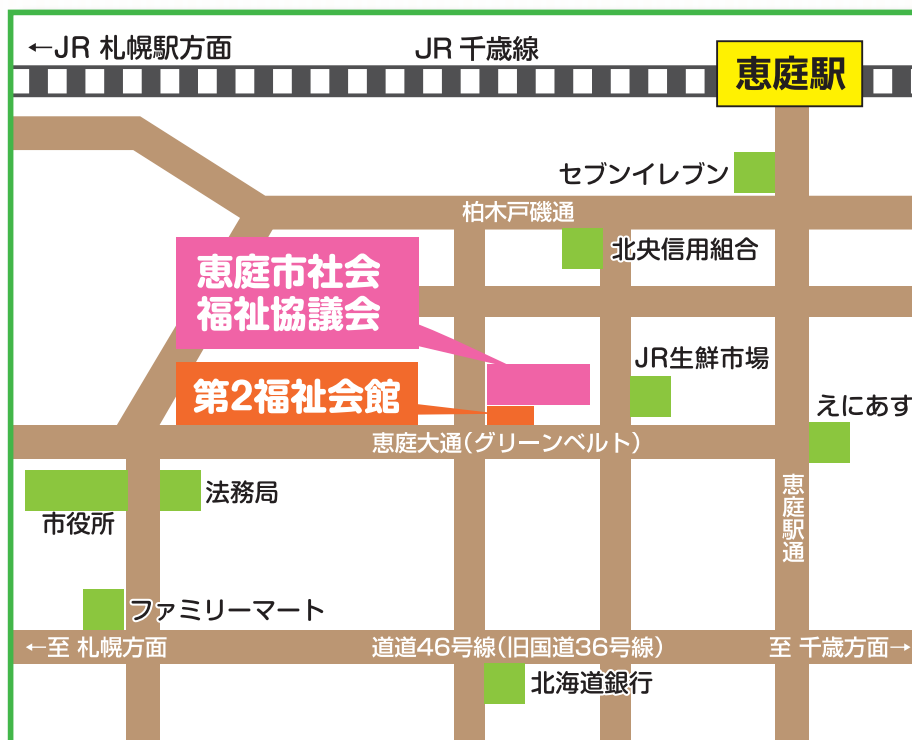 ←JR 札幌駅方面
JR 千歳線
恵庭駅
セブンイレブン
柏木戸磯通
北央信用組合
恵庭市社会
福祉協議会
JR生鮮市場
第2福祉会館
えにあす
恵庭大通(グリーンベルト)
恵庭駅通
法務局
市役所
ファミリーマート
←至 札幌方面
道道46号線(旧国道36号線)
至 千歳方面→
北海道銀行